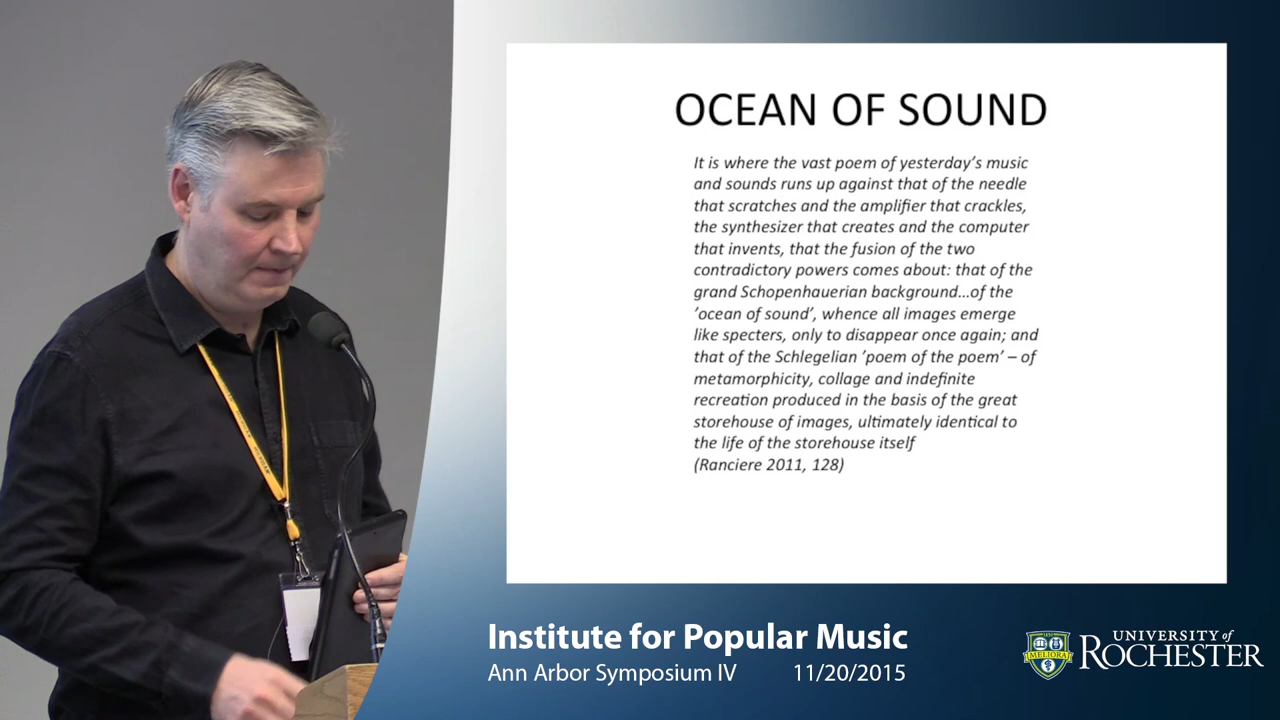 OCEAN OF SOUND
It is where the vast poem of yesterday's music
and sounds runs up against that of the needle
that scratches and the amplifier that crackles,
the synthesizer that creates and the computer
that invents, that the fusion of the two
contradictory powers comes about: that of the
grand Schopenhauerian background...of the
'ocean of sound', whence all images emerge
like specters, only to disappear once again; and
that of the Schlegelian 'poem of the poem' – of
metamorphicity, collage and indefinite
recreation produced in the basis of the great
storehouse of images, ultimately identical to
the life of the storehouse itself
(Ranciere 2011, 128)
Institute for Popular Music
Ann Arbor Symposium IV 11/20/2015
MELIORA
UNIVERSITY of
ROCHESTER